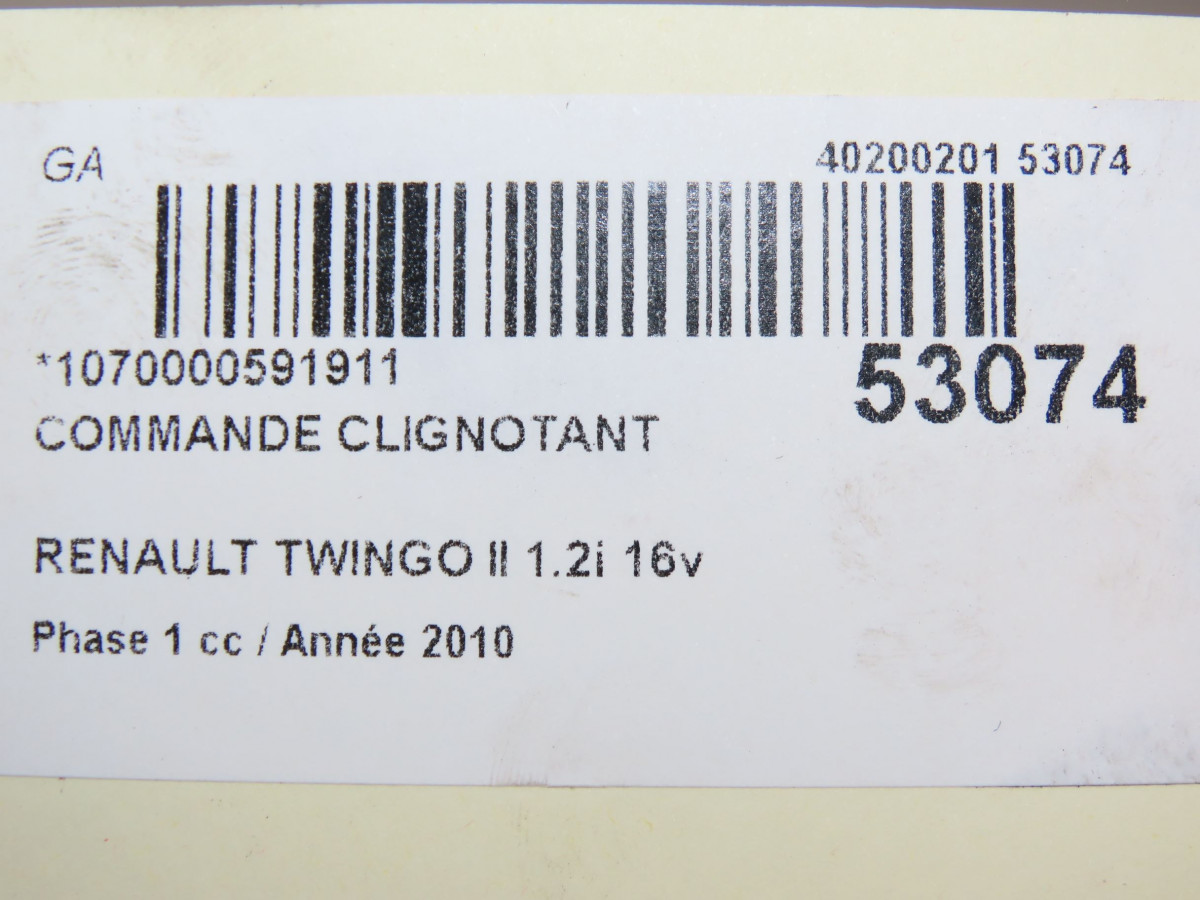 GA
40200201 53074
*1070000591911
53074
COMMANDE CLIGNOTANT
RENAULT TWINGO II 1.2i 16v
Phase 1 cc / Année 2010